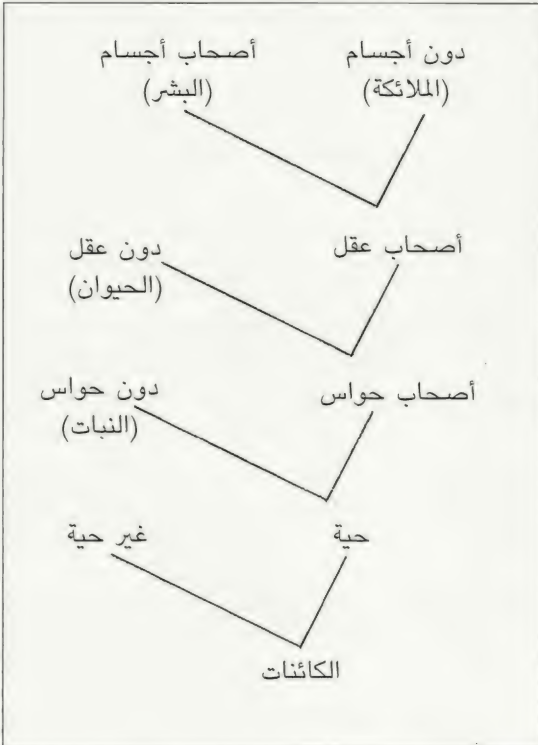 دون أجسام
(الملائكة)
أصحاب أجسام
(البشر)
أصحاب عقل
دون عقل
(الحيوان)
أصحاب حواس
دون حواس
(النبات)
حية
غير حية
الكائنات